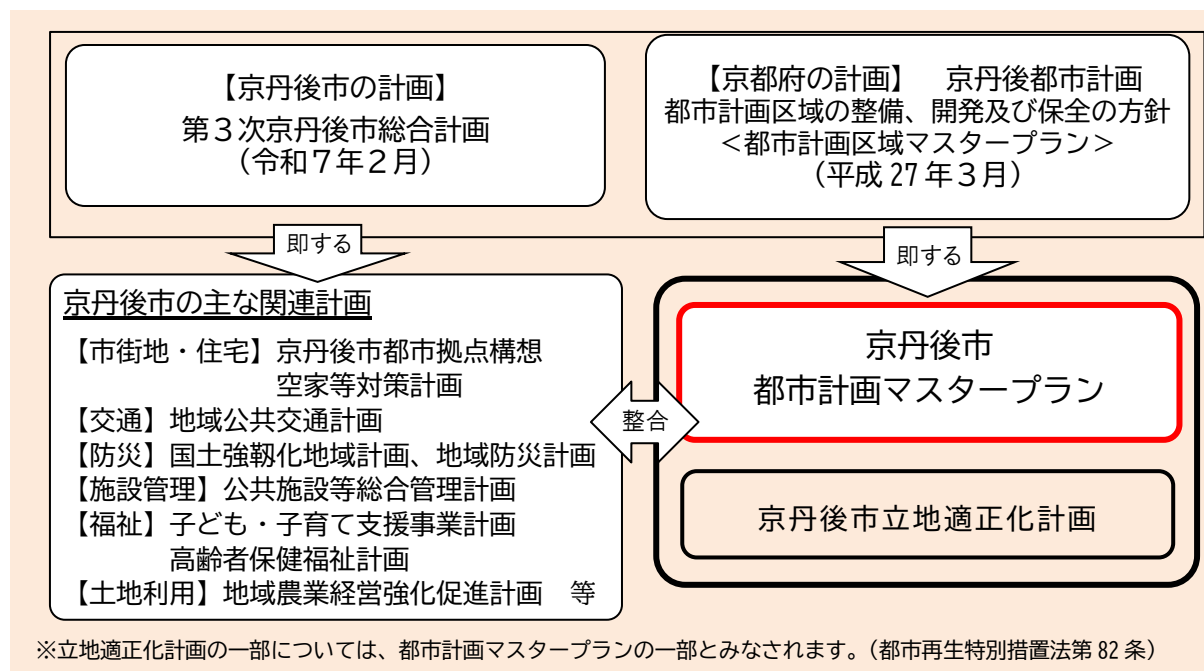 【京丹後市の計画】
第３次京丹後市総合計画
（令和７年２月）
【京都府の計画】　京丹後都市計画
都市計画区域の整備、開発及び保全の方針
＜都市計画区域マスタープラン＞
（平成 27 年３月）
即する
即する
京丹後市の主な関連計画
【市街地・住宅】京丹後市都市拠点構想
空家等対策計画
【交通】地域公共交通計画
【防災】国土強靱化地域計画、地域防災計画
【施設管理】公共施設等総合管理計画
【福祉】子ども・子育て支援事業計画
高齢者保健福祉計画
【土地利用】地域農業経営強化促進計画　等
整合
京丹後市
都市計画マスタープラン
京丹後市立地適正化計画
※立地適正化計画の一部については、都市計画マスタープランの一部とみなされます。（都市再生特別措置法第 82 条）